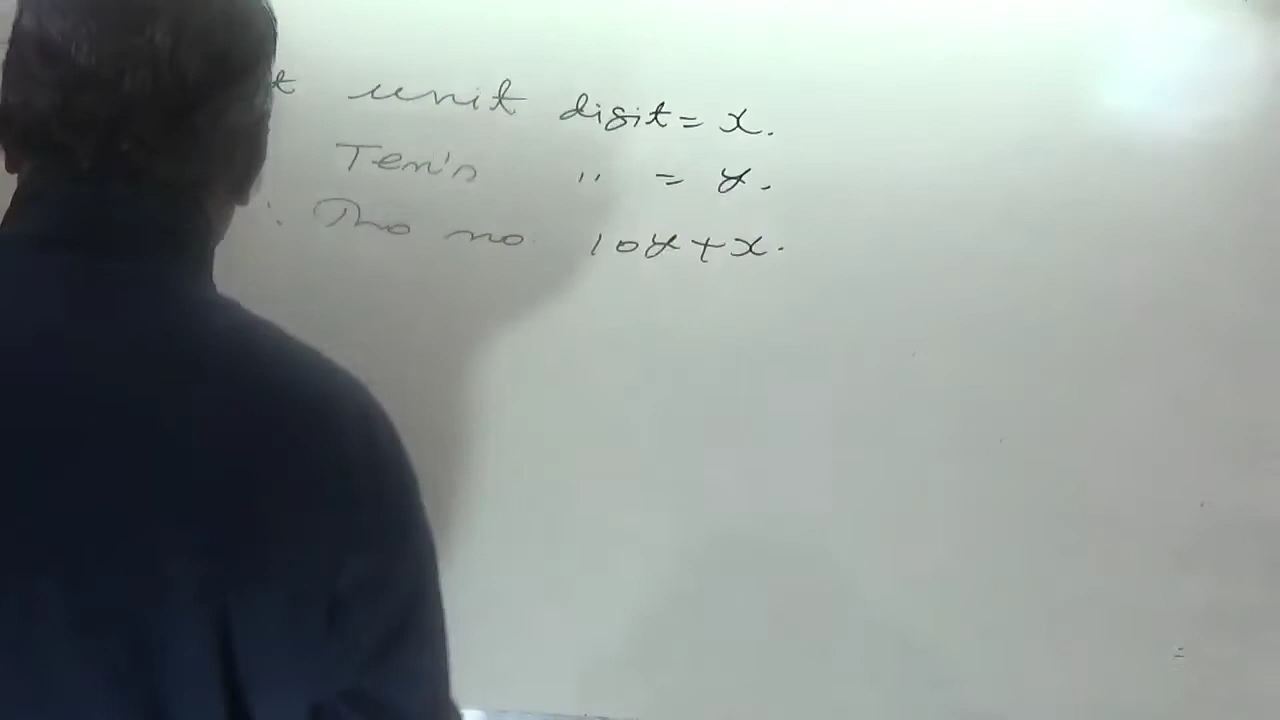 t unit digit = x.
Ten's " = y.
∴ The no. 10y + x.